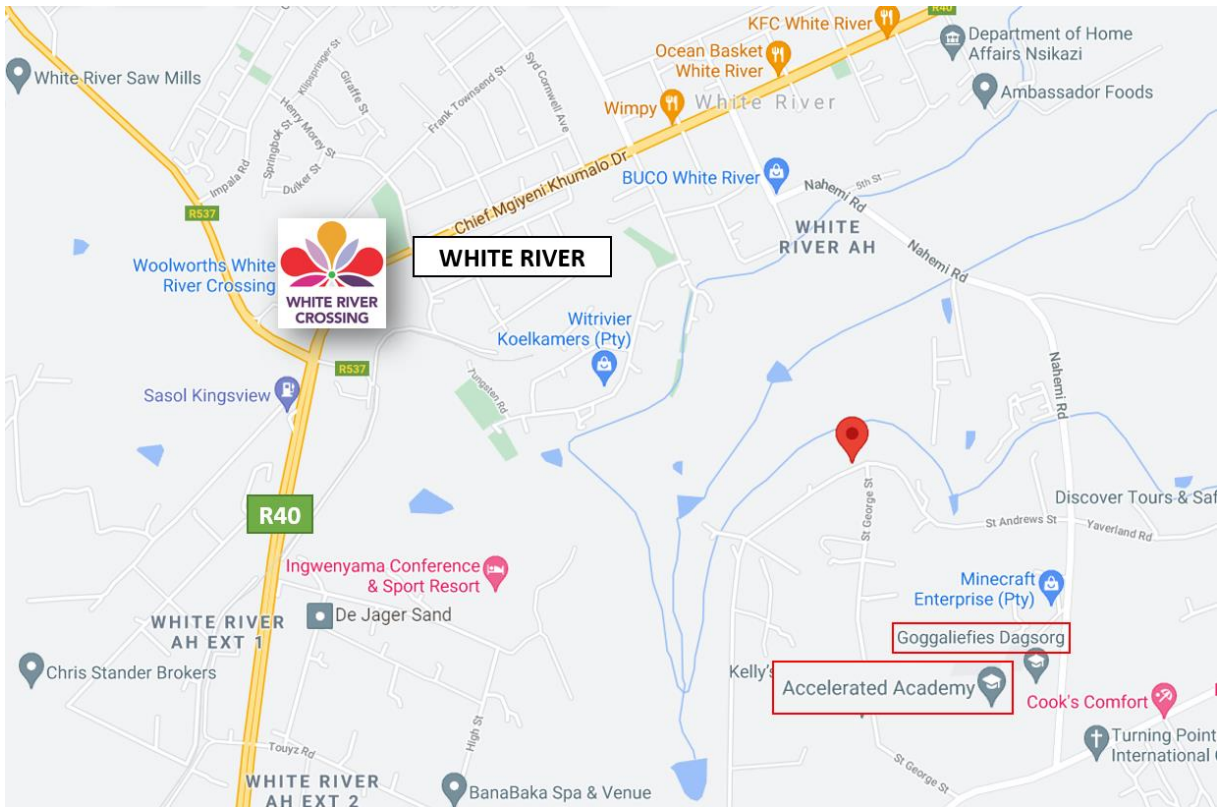 R40
KFC White River
Department of Home
Affairs Nsikazi
Ocean Basket
White River
White River Saw Mills
Klipspringer St
Giraffe St
Syd Cornwell Ave
Frank Townsend St
Henry Morey St
Springbok St
Impala Rd
Duiker St
Wimpy
White River
Ambassador Foods
Chief Mgiyeni Khumalo Dr
BUCO White River
5th St
Nahemi Rd
R537
WHITE
RIVER AH
Nahemi Rd
Woolworths White
River Crossing
WHITE RIVER
CROSSING
WHITE RIVER
Witrivier
Koelkamers (Pty)
R537
Tungsten Rd
Nahemi Rd
Sasol Kingsview
R40
St George St
Discover Tours & Saf
St Andrews St
Yaverland Rd
Ingwenyama Conference
& Sport Resort
De Jager Sand
Minecraft
Enterprise (Pty)
WHITE RIVER
AH EXT 1
Goggaliefies Dagsorg
Chris Stander Brokers
Kelly's
Accelerated Academy
Cook's Comfort
High St
Touyz Rd
Turning Point
International
St George St
WHITE RIVER
AH EXT 2
BanaBaka Spa & Venue